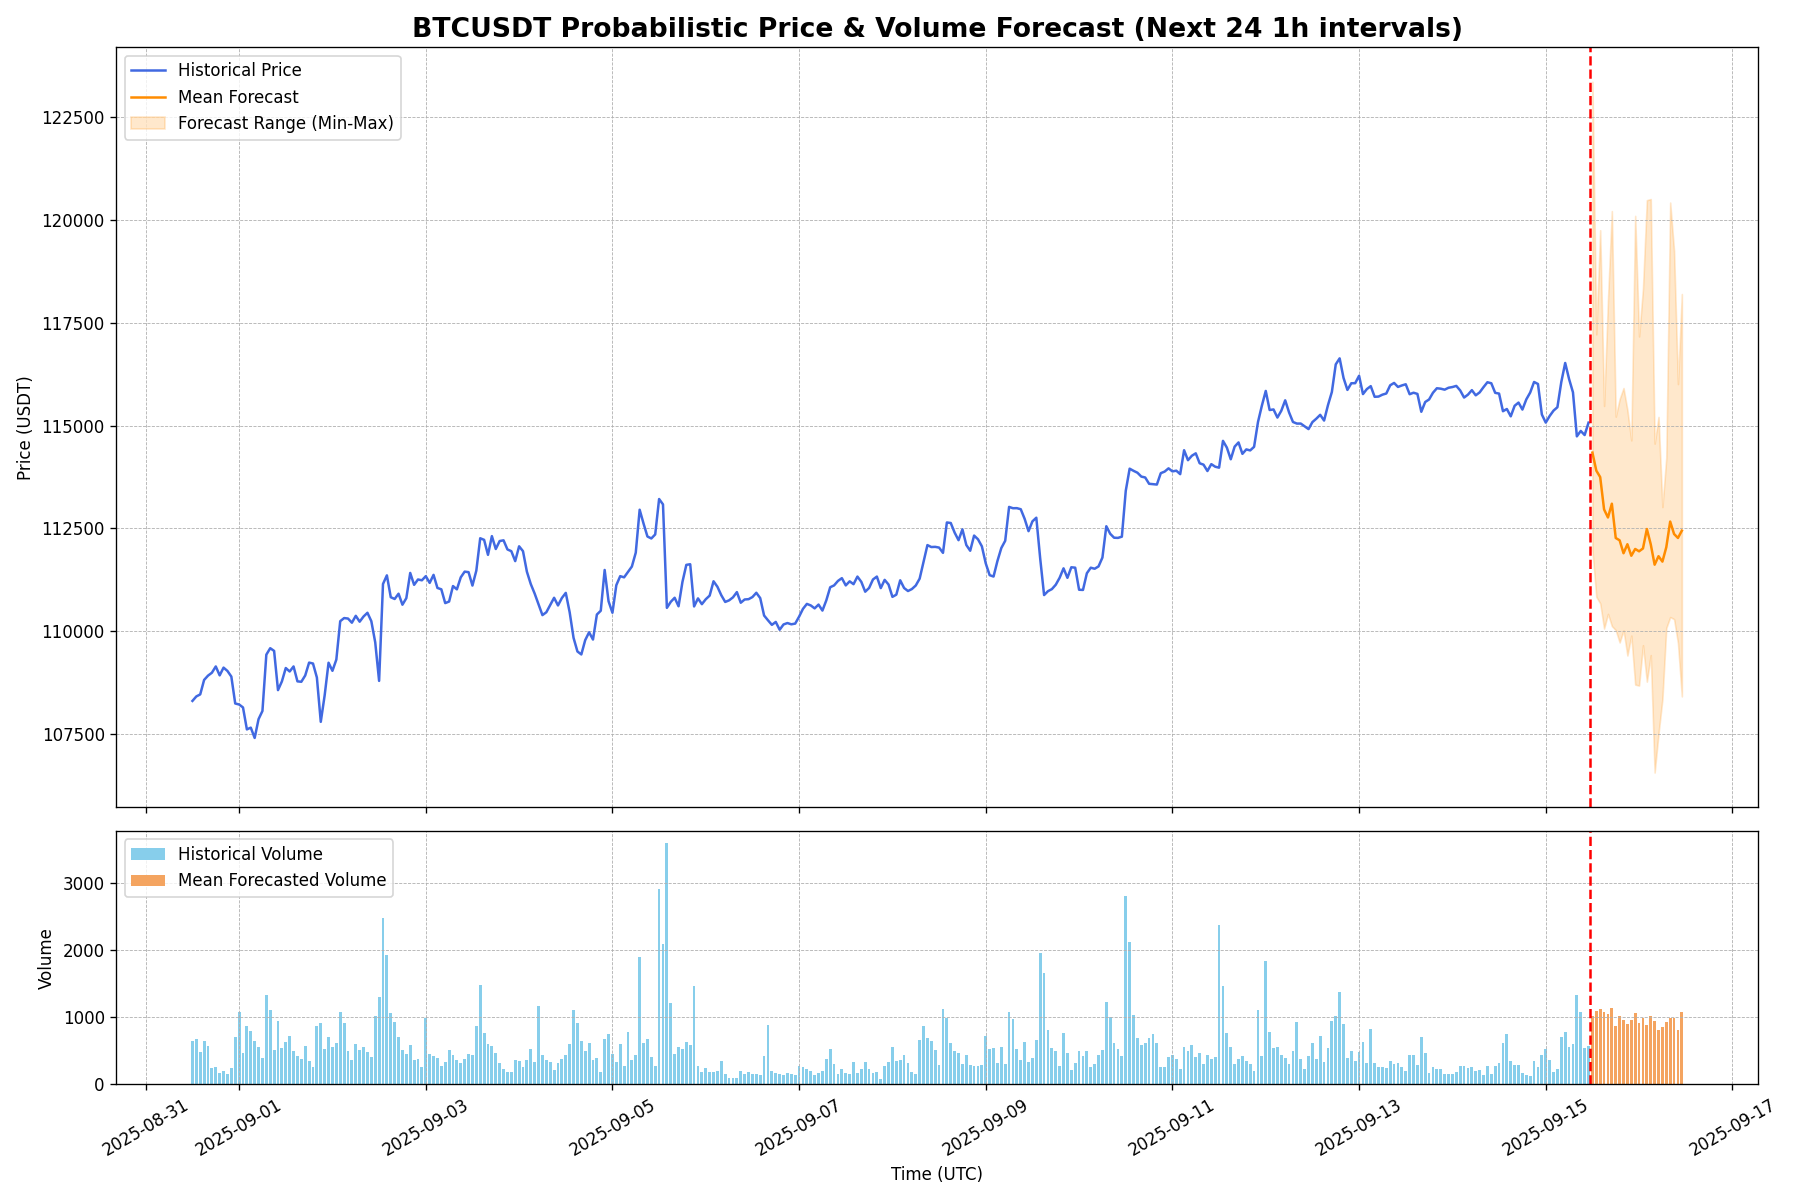 BTCUSDT Probabilistic Price & Volume Forecast (Next 24 1h intervals)
Historical Price
Mean Forecast
Forecast Range (Min-Max)
122500
120000
117500
115000
112500
110000
107500
Price (USDT)
Historical Volume
Mean Forecasted Volume
3000
2000
1000
0
Volume
2025-08-31
2025-09-01
2025-09-03
2025-09-05
2025-09-07
2025-09-09
2025-09-11
2025-09-13
2025-09-15
2025-09-17
Time (UTC)